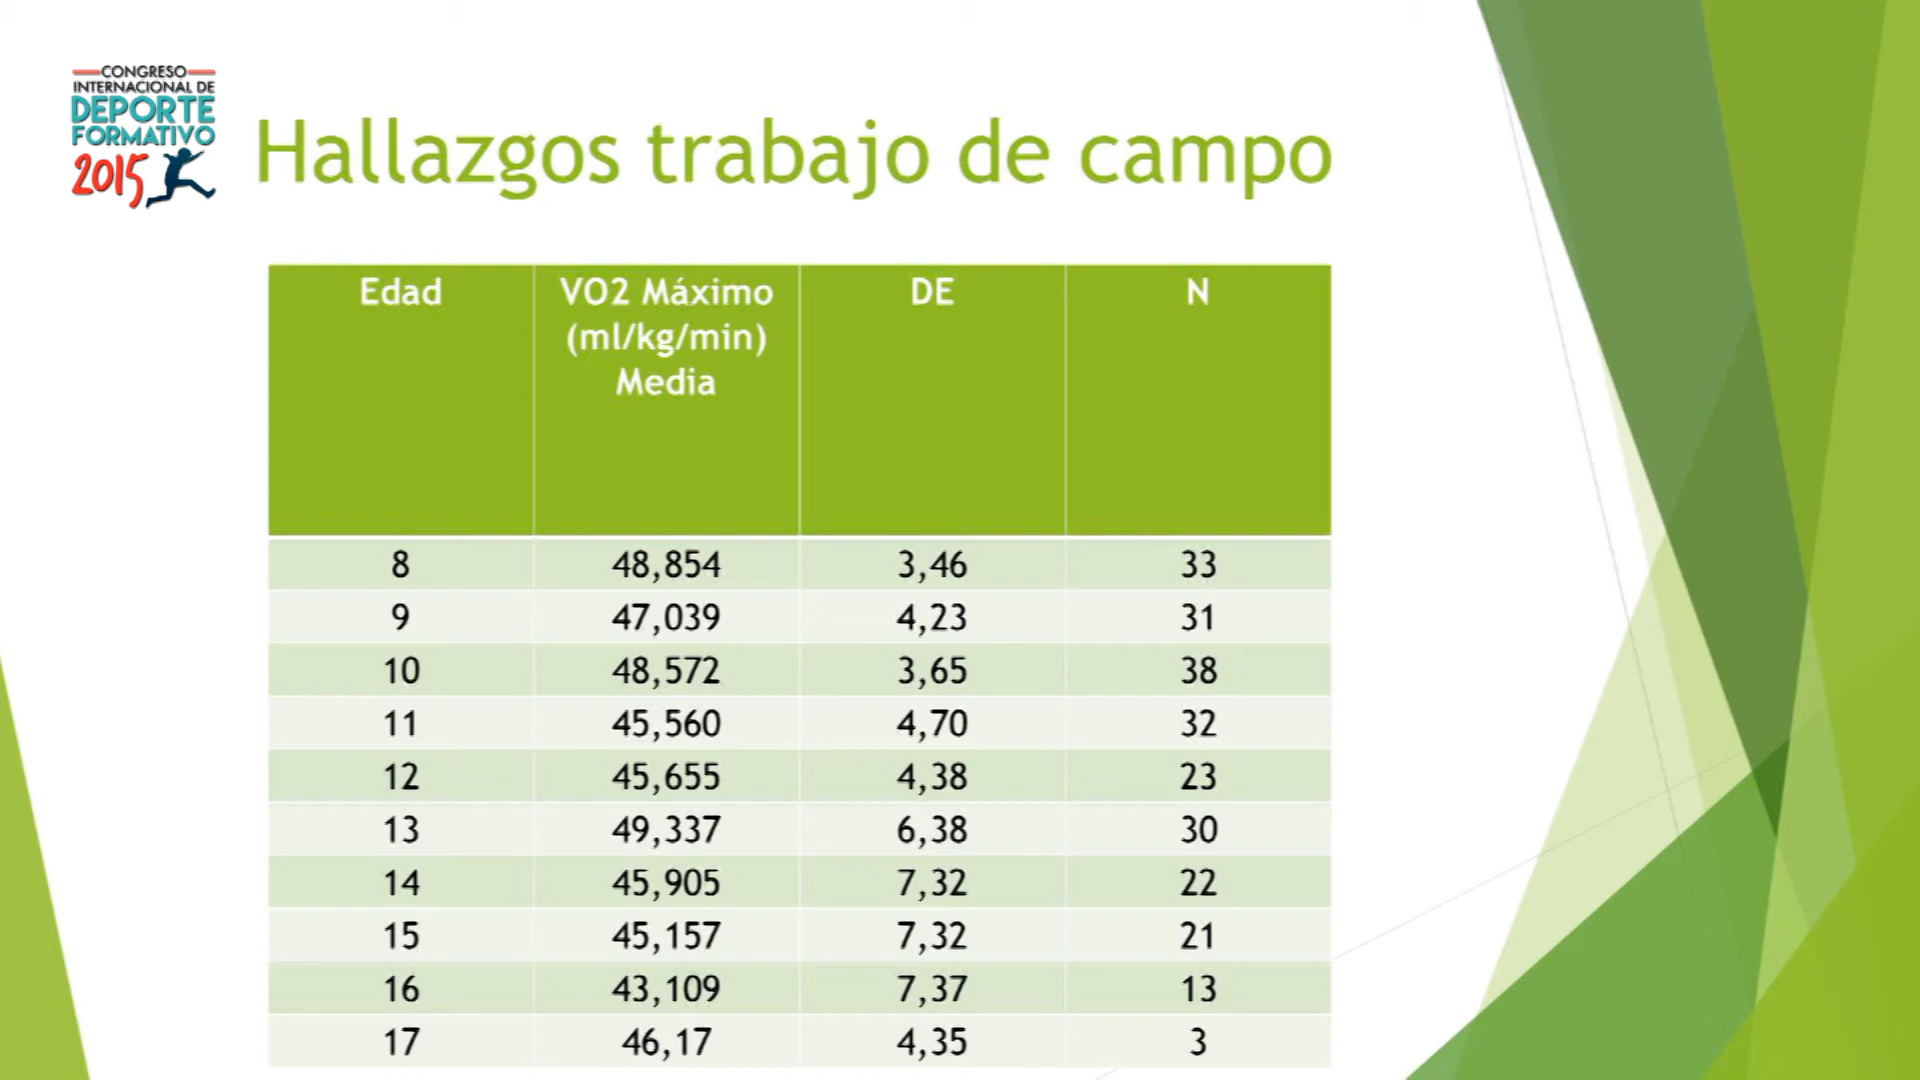 CONGRESO
INTERNACIONAL DE
DEPORTE
FORMATIVO
2015
Hallazgos trabajo de campo
Edad VO2 Máximo (ml/kg/min) Media DE N
8 48,854 3,46 33
9 47,039 4,23 31
10 48,572 3,65 38
11 45,560 4,70 32
12 45,655 4,38 23
13 49,337 6,38 30
14 45,905 7,32 22
15 45,157 7,32 21
16 43,109 7,37 13
17 46,17 4,35 3